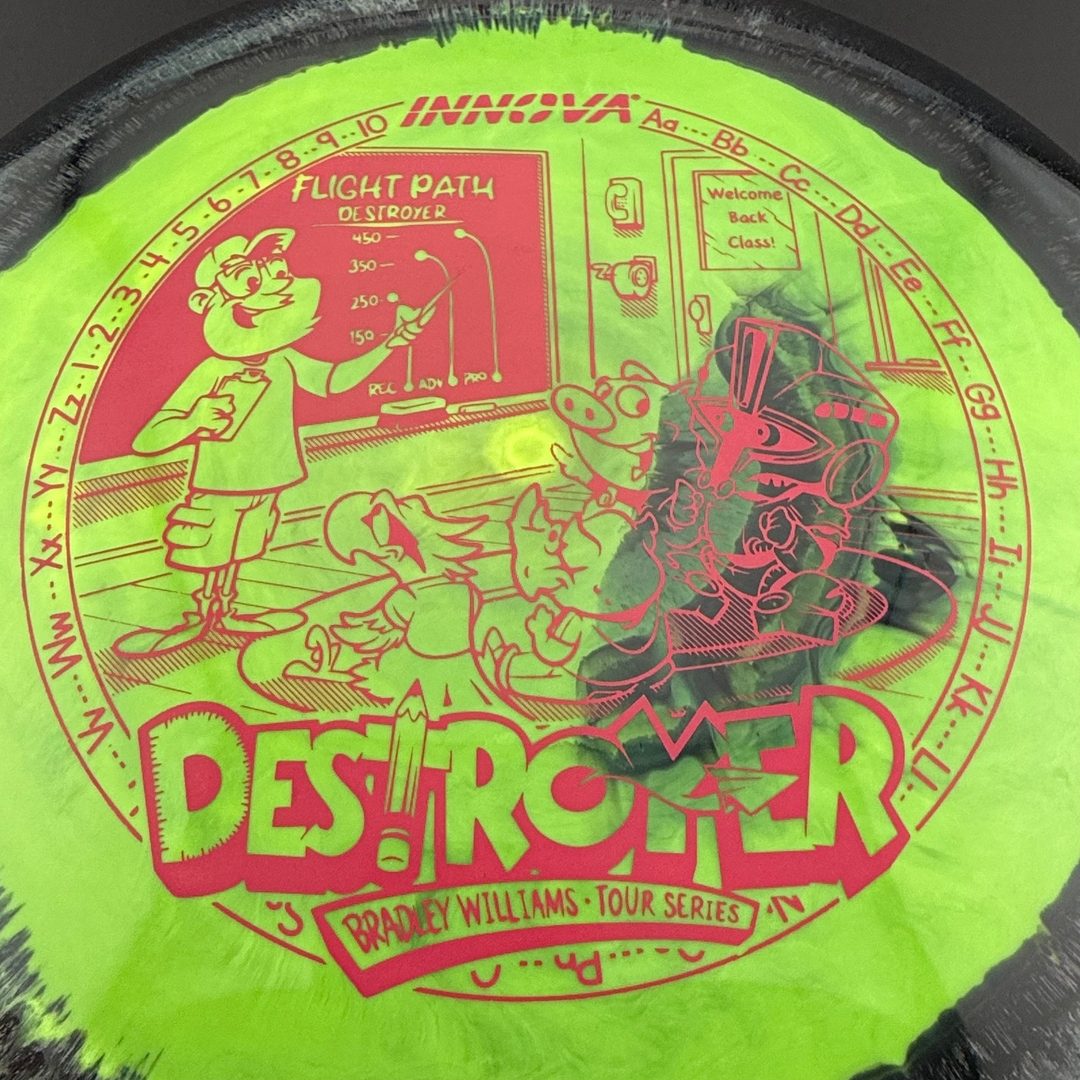 INNOVA
1··2··3··4··5··6··7··8··9··10
Aa···Bb···Cc···Dd···Ee···Ff···Gg···Hh···Ii···Jj···Kk···Ll
FLIGHT PATH
DESTROYER
450 —
350 —
250 —
150 —
REC ADV PRO
Welcome
Back
Class!
Ww···Xx···Yy···Zz
DESTROYER
BRADLEY WILLIAMS · TOUR SERIES